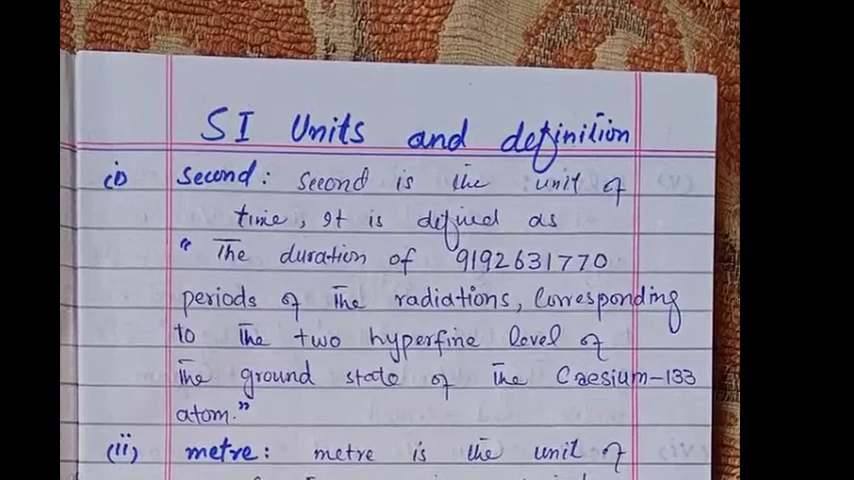 SI Units and definition
(i) Second: Second is the unit of
time, It is defined as
"The duration of 9192631770
periods of The radiations, Corresponding
to The two hyperfine level of
The ground state of The Caesium-133
atom."
(ii) metre: metre is the unit of